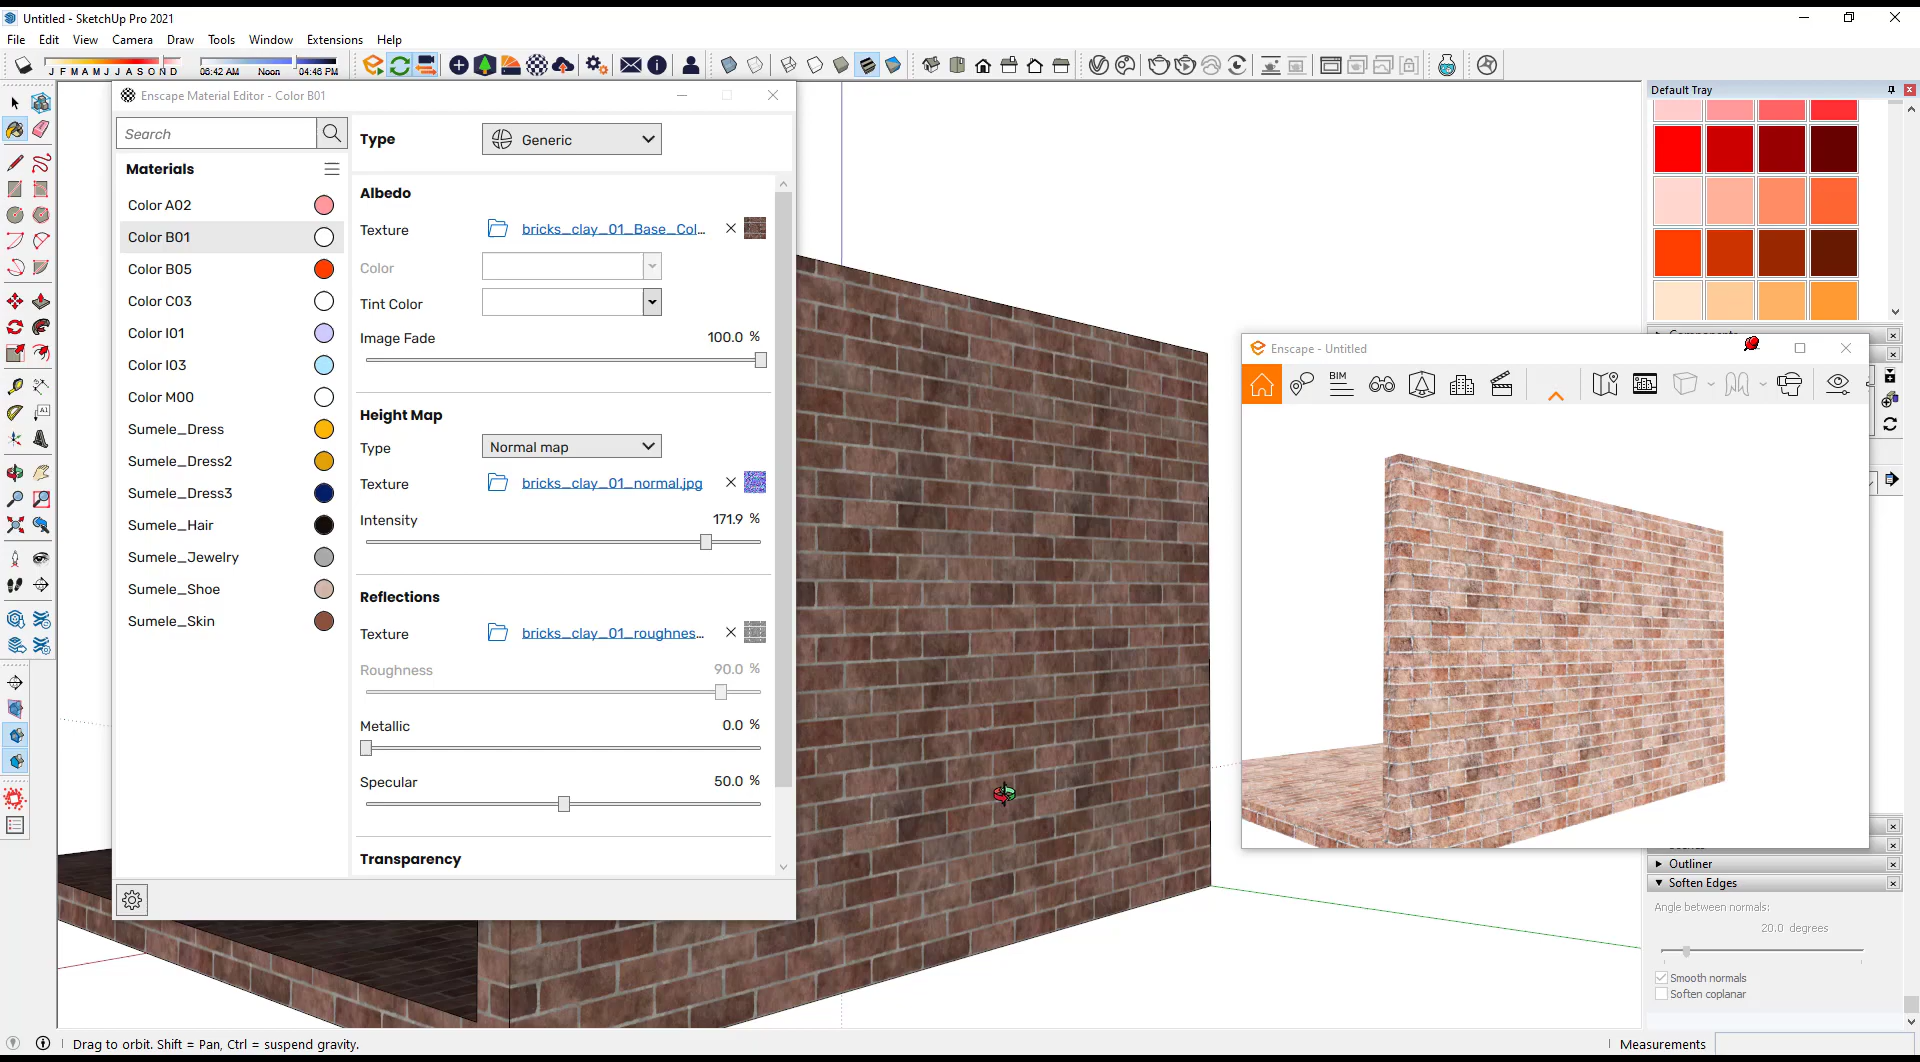 Untitled - SketchUp Pro 2021
File Edit View Camera Draw Tools Window Extensions Help
J F M A M J J A S O N D 06:42 AM Noon 04:46 PM
Enscape Material Editor - Color B01
Search
Materials
Color A02
Color B01
Color B05
Color C03
Color I01
Color I03
Color M00
Sumele_Dress
Sumele_Dress2
Sumele_Dress3
Sumele_Hair
Sumele_Jewelry
Sumele_Shoe
Sumele_Skin
Type Generic
Albedo
Texture bricks_clay_01_Base_Col...
Color
Tint Color
Image Fade 100.0 %
Height Map
Type Normal map
Texture bricks_clay_01_normal.jpg
Intensity 171.9 %
Reflections
Texture bricks_clay_01_roughnes...
Roughness 90.0 %
Metallic 0.0 %
Specular 50.0 %
Transparency
Default Tray
Enscape - Untitled
BIM
Outliner
Soften Edges
Angle between normals:
20.0 degrees
Smooth normals
Soften coplanar
Drag to orbit. Shift = Pan, Ctrl = suspend gravity.
Measurements